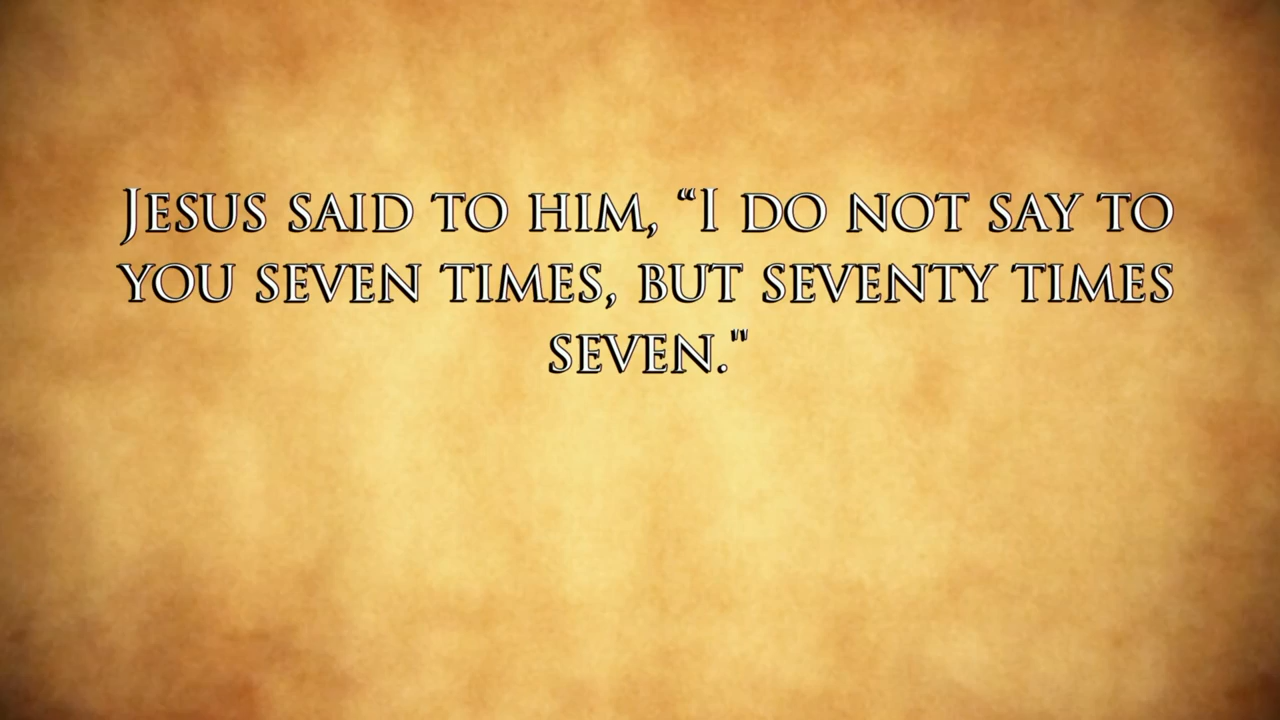 Jesus said to him, “I do not say to
you seven times, but seventy times
seven."